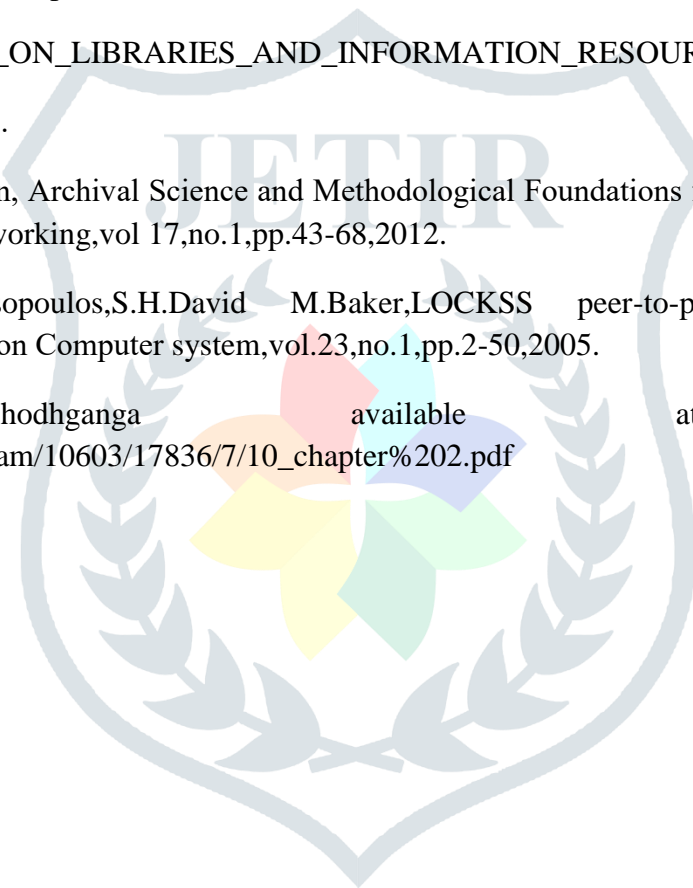 _ON_LIBRARIES_AND_INFORMATION_RESOUR
.
JETIR
n, Archival Science and Methodological Foundations
working,vol 17,no.1,pp.43-68,2012.
sopoulos,S.H.David M.Baker,LOCKSS peer-to-p
on Computer system,vol.23,no.1,pp.2-50,2005.
hodhganga available at
am/10603/17836/7/10_chapter%202.pdf